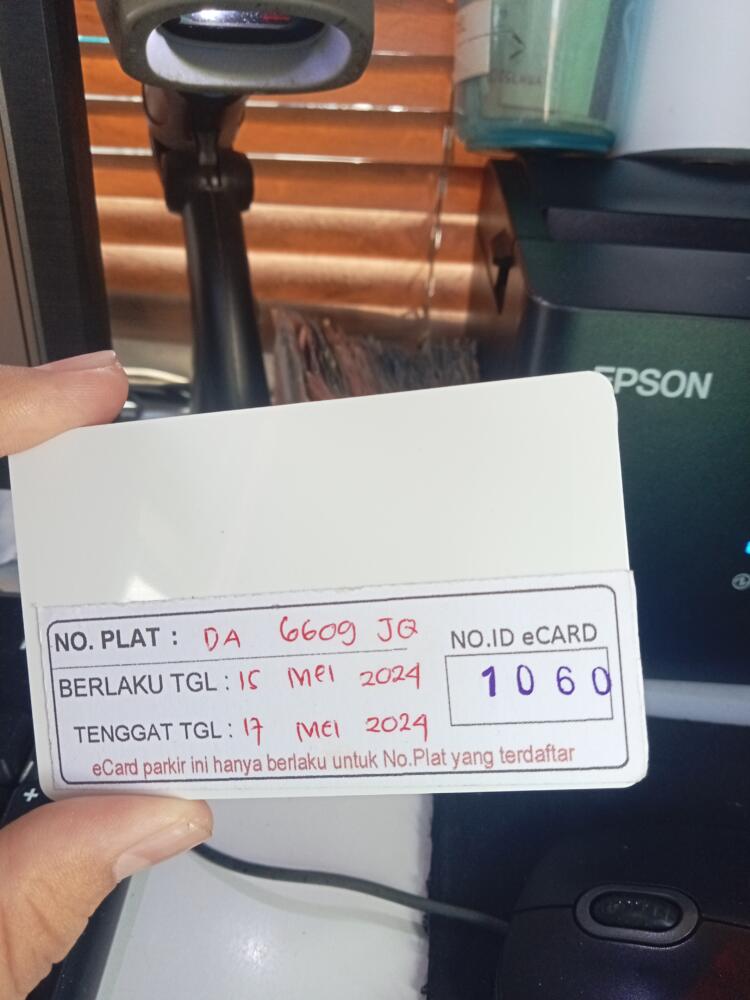 EPSON
NO. PLAT : DA 6609 JQ
NO.ID eCARD
BERLAKU TGL : 15 MEI 2024
1060
TENGGAT TGL : 17 MEI 2024
eCard parkir ini hanya berlaku untuk No.Plat yang terdaftar